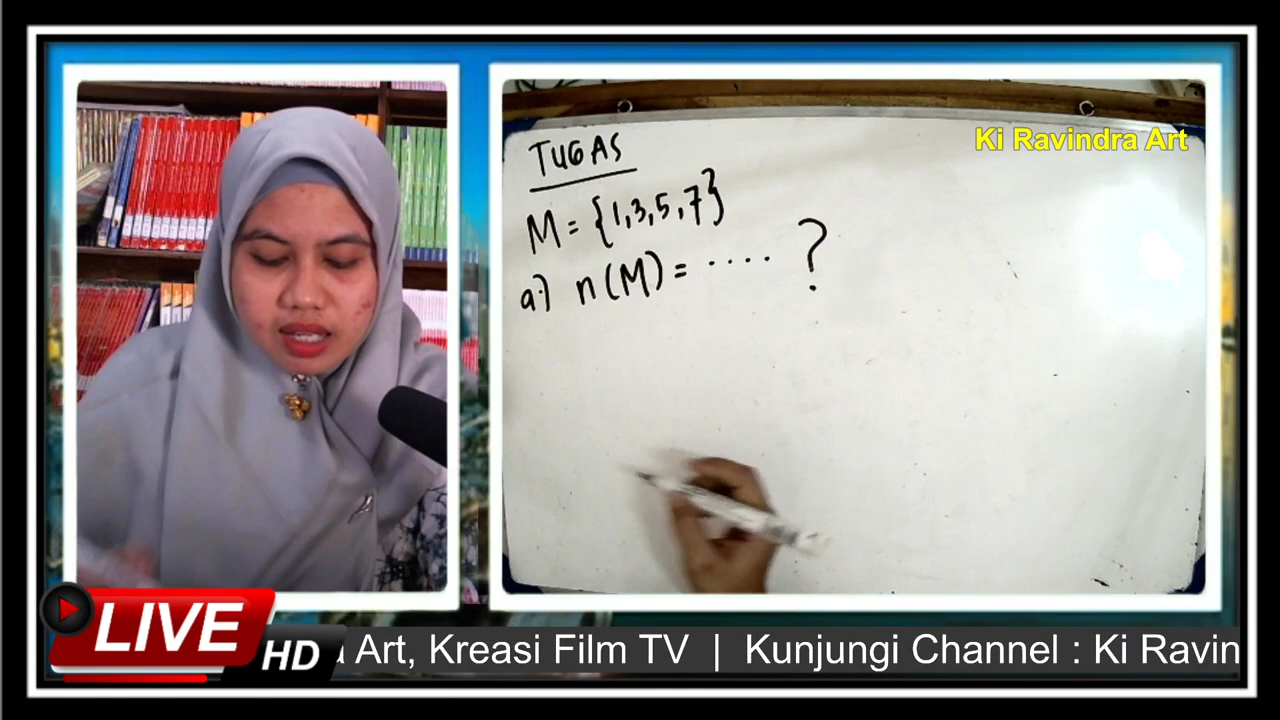 TUGAS
M = {1,3,5,7}
a.) n(M) = .... ?
Ki Ravindra Art
LIVE
HD
Art, Kreasi Film TV | Kunjungi Channel : Ki Ravin